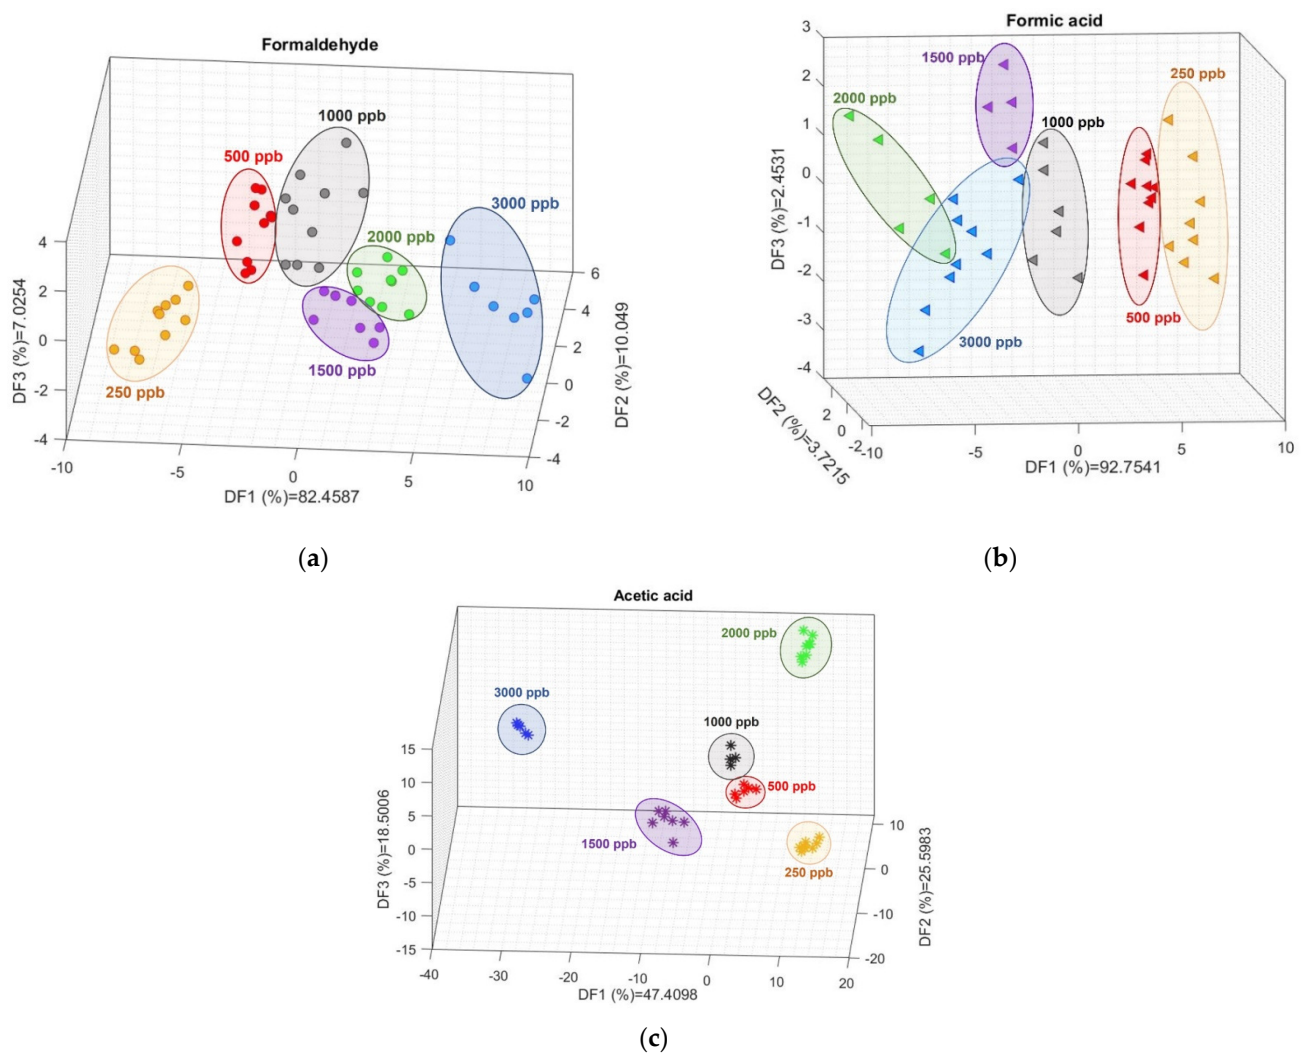 Formaldehyde
1000 ppb
500 ppb
3000 ppb
2000 ppb
1500 ppb
250 ppb
4
2
0
-2
-4
DF3 (%)=7.0254
-10
-5
0
5
10
DF1 (%)=82.4587
6
4
2
0
-2
-4
DF2 (%)=10.049
(a)
Formic acid
1500 ppb
250 ppb
2000 ppb
1000 ppb
500 ppb
3000 ppb
3
2
1
0
-1
-2
-3
-4
DF3 (%)=2.4531
2
0
-2
DF2 (%)=3.7215
-10
-5
0
5
10
DF1 (%)=92.7541
(b)
Acetic acid
2000 ppb
3000 ppb
1000 ppb
500 ppb
1500 ppb
250 ppb
15
10
5
0
-5
-10
-15
DF3 (%)=18.5006
-40
-30
-20
-10
0
10
20
DF1 (%)=47.4098
10
0
-10
-20
DF2 (%)=25.5983
(c)